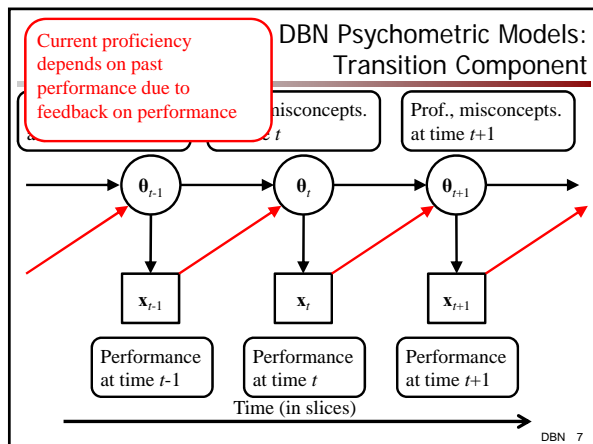 DBN Psychometric Models:
Transition Component
Current proficiency
depends on past
performance due to
feedback on performance
misconcepts.
t
Prof., misconcepts.
at time t+1
θt-1
θt
θt+1
xt-1
xt
xt+1
Performance
at time t-1
Performance
at time t
Performance
at time t+1
Time (in slices)
DBN 7